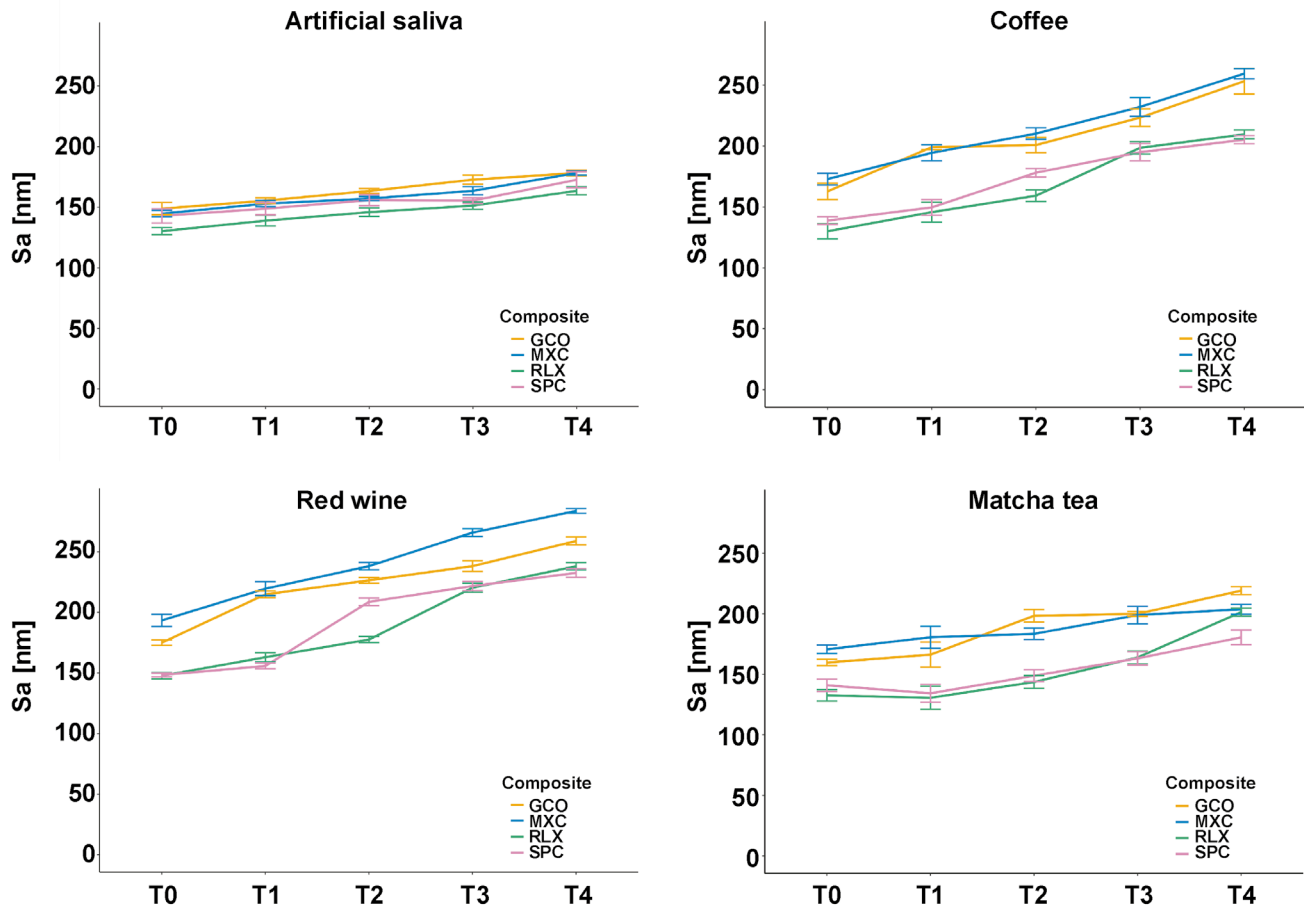 Artificial saliva
Sa [nm]
250
200
150
100
50
0
Composite
GCO
MXC
RLX
SPC
T0 T1 T2 T3 T4
Coffee
Sa [nm]
250
200
150
100
50
0
Composite
GCO
MXC
RLX
SPC
T0 T1 T2 T3 T4
Red wine
Sa [nm]
250
200
150
100
50
0
Composite
GCO
MXC
RLX
SPC
T0 T1 T2 T3 T4
Matcha tea
Sa [nm]
250
200
150
100
50
0
Composite
GCO
MXC
RLX
SPC
T0 T1 T2 T3 T4